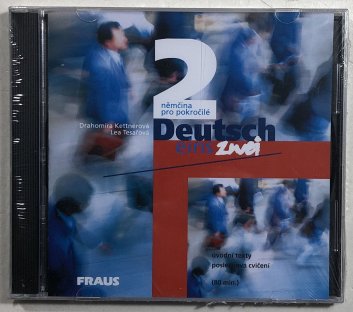 2
němčina
pro pokročilé
Drahomíra Kettnerová
Lea Tesařová
Deutsch
eins zwei
úvodní texty
poslechová cvičení
(80 min.)
FRAUS